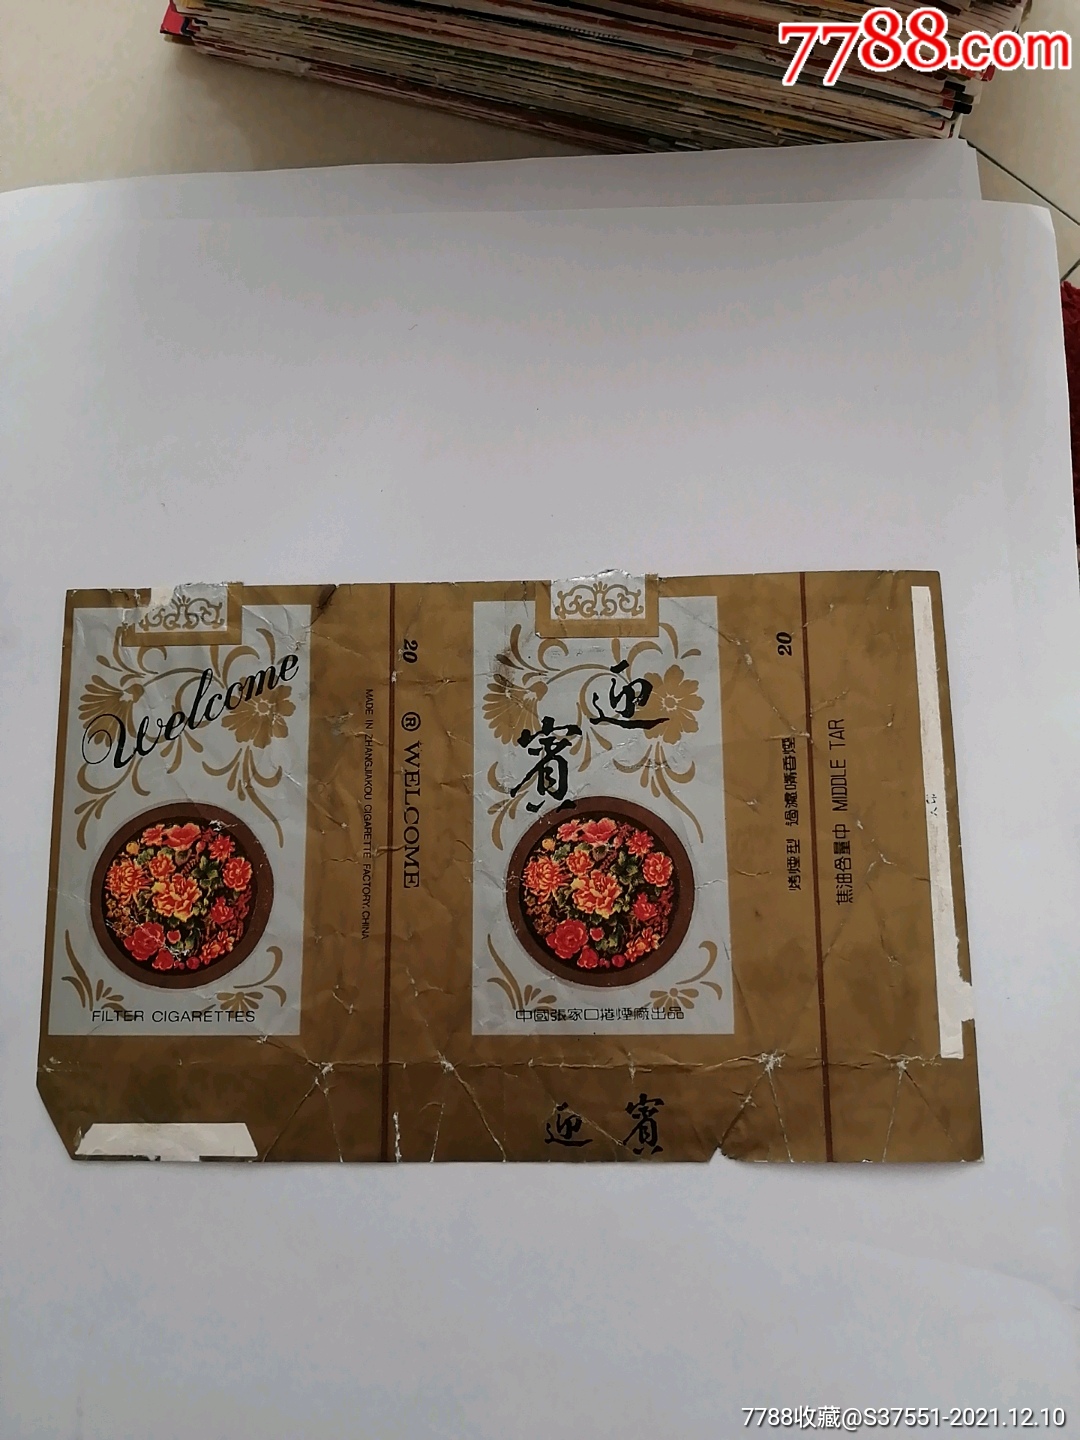 7788.com
Welcome
FILTER CIGARETTES
20
® WELCOME
MADE IN ZHANGJIAKOU CIGARETTE FACTORY, CHINA
迎
賓
中國張家口捲煙廠出品
迎賓
20
烤煙型 過濾嘴香煙
焦油含量中 MIDDLE TAR
7788收藏@S37551-2021.12.10